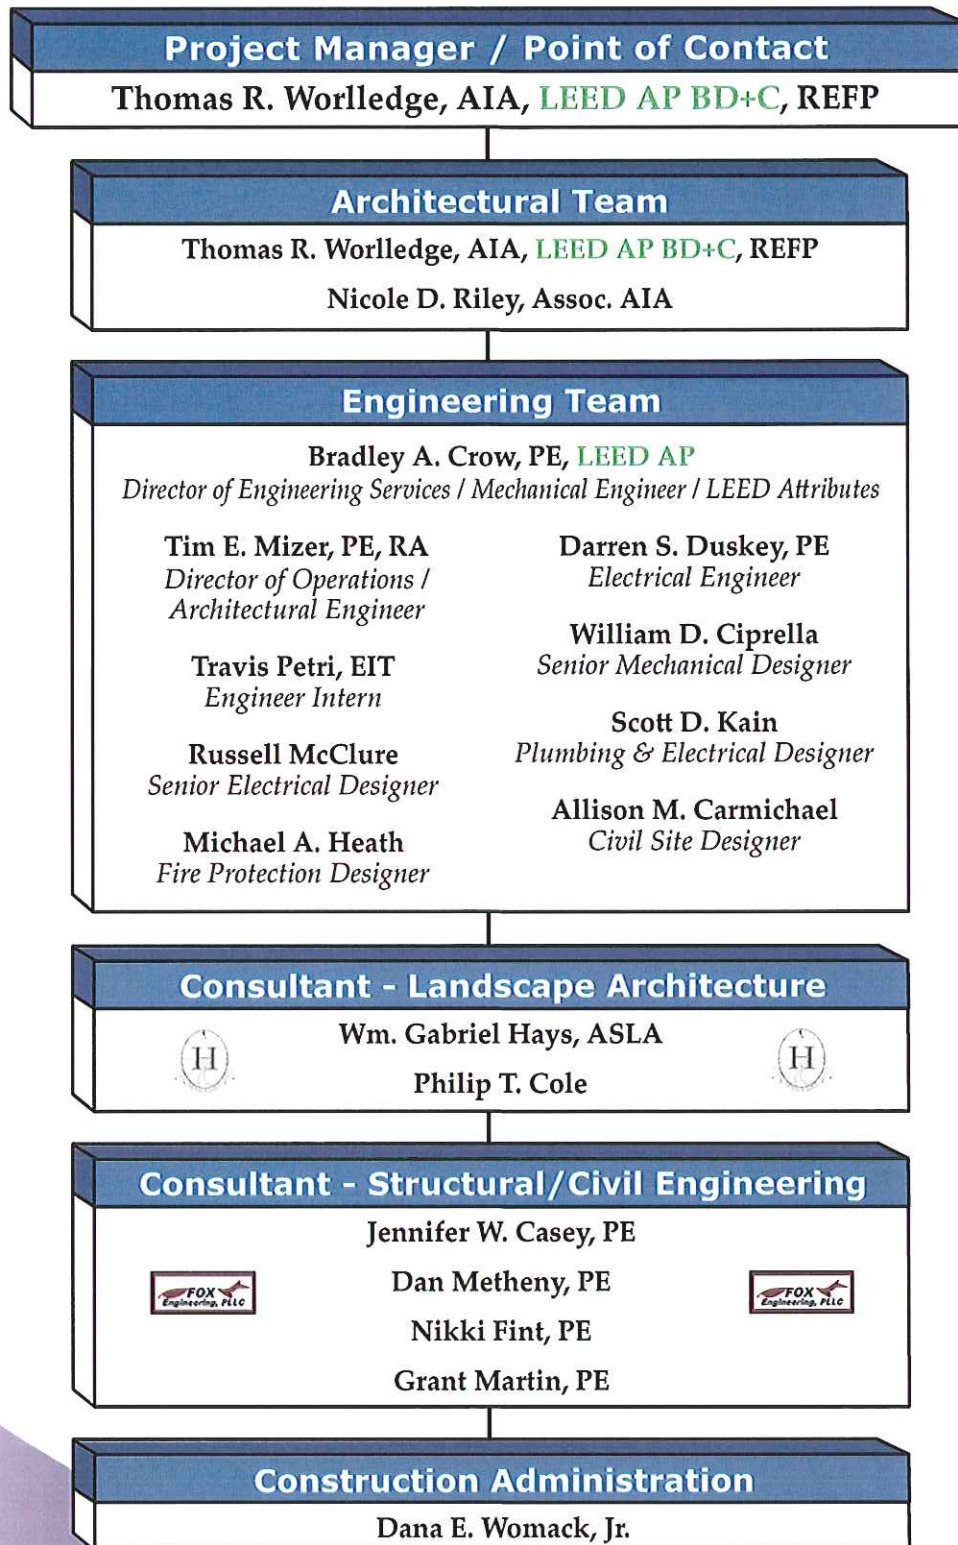 Project Manager / Point of Contact
Thomas R. Worlledge, AIA, LEED AP BD+C, REFP
Architectural Team
Thomas R. Worlledge, AIA, LEED AP BD+C, REFP
Nicole D. Riley, Assoc. AIA
Engineering Team
Bradley A. Crow, PE, LEED AP
Director of Engineering Services / Mechanical Engineer / LEED Attributes
Tim E. Mizer, PE, RA
Director of Operations /
Architectural Engineer
Travis Petri, EIT
Engineer Intern
Russell McClure
Senior Electrical Designer
Michael A. Heath
Fire Protection Designer
Darren S. Duskey, PE
Electrical Engineer
William D. Ciprella
Senior Mechanical Designer
Scott D. Kain
Plumbing & Electrical Designer
Allison M. Carmichael
Civil Site Designer
Consultant - Landscape Architecture
Wm. Gabriel Hays, ASLA
Philip T. Cole
H
H
Consultant - Structural/Civil Engineering
Jennifer W. Casey, PE
Dan Metheny, PE
Nikki Fint, PE
Grant Martin, PE
FOX
Engineering, PLLC
FOX
Engineering, PLLC
Construction Administration
Dana E. Womack, Jr.